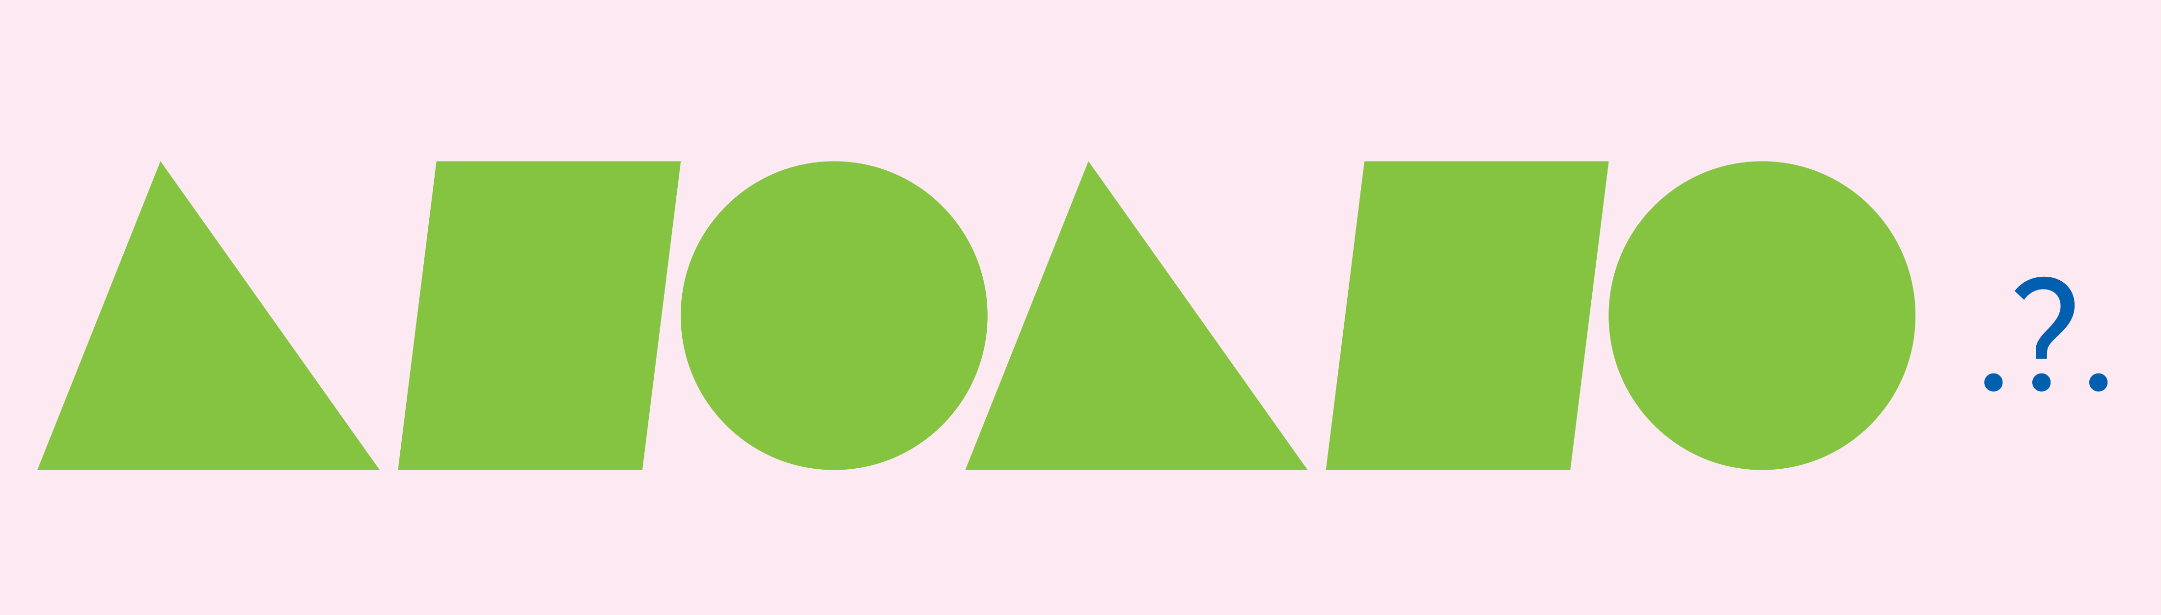 . ? .